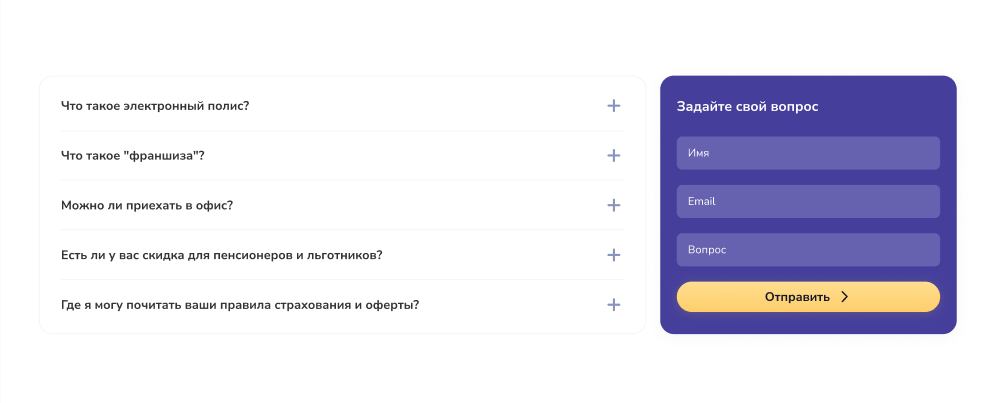 Что такое электронный полис?
Что такое "франшиза"?
Можно ли приехать в офис?
Есть ли у вас скидка для пенсионеров и льготников?
Где я могу почитать ваши правила страхования и оферты?
Задайте свой вопрос
Имя
Email
Вопрос
Отправить